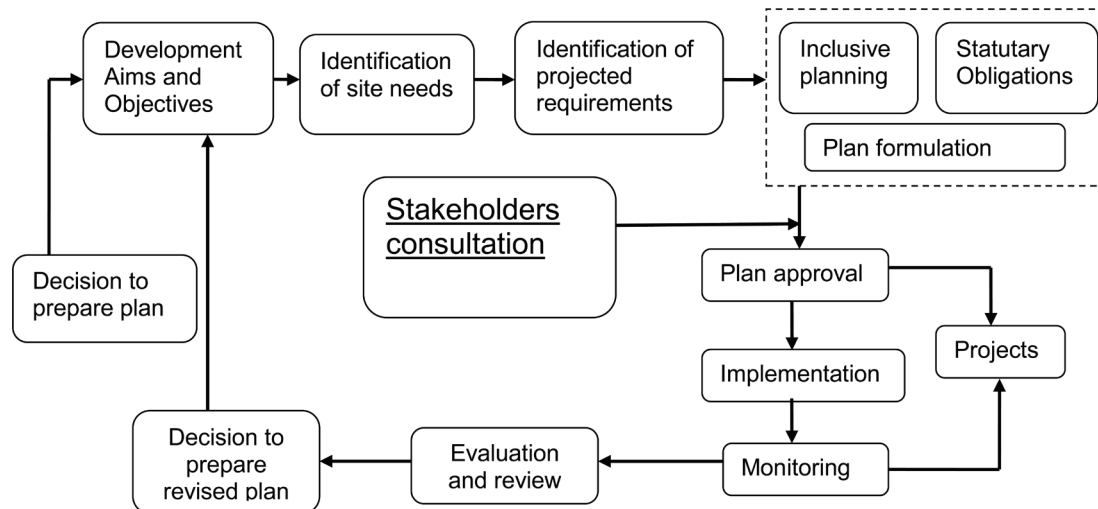 Development
Aims and
Objectives
Identification
of site needs
Identification of
projected
requirements
Inclusive
planning
Statutary
Obligations
Plan formulation
Stakeholders
consultation
Decision to
prepare plan
Plan approval
Projects
Implementation
Decision to
prepare
revised plan
Evaluation
and review
Monitoring